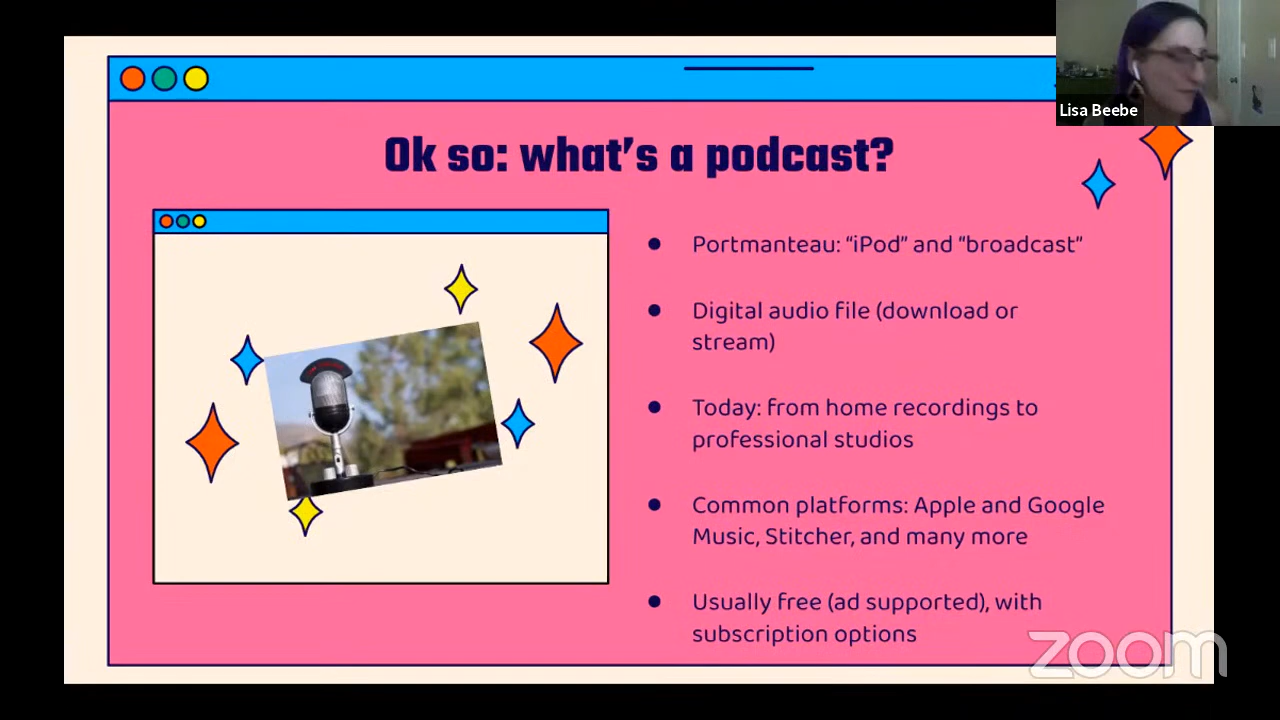 Lisa Beebe
Ok so: what's a podcast?
● Portmanteau: “iPod” and “broadcast”
● Digital audio file (download or
stream)
● Today: from home recordings to
professional studios
● Common platforms: Apple and Google
Music, Stitcher, and many more
● Usually free (ad supported), with
subscription options
zoom